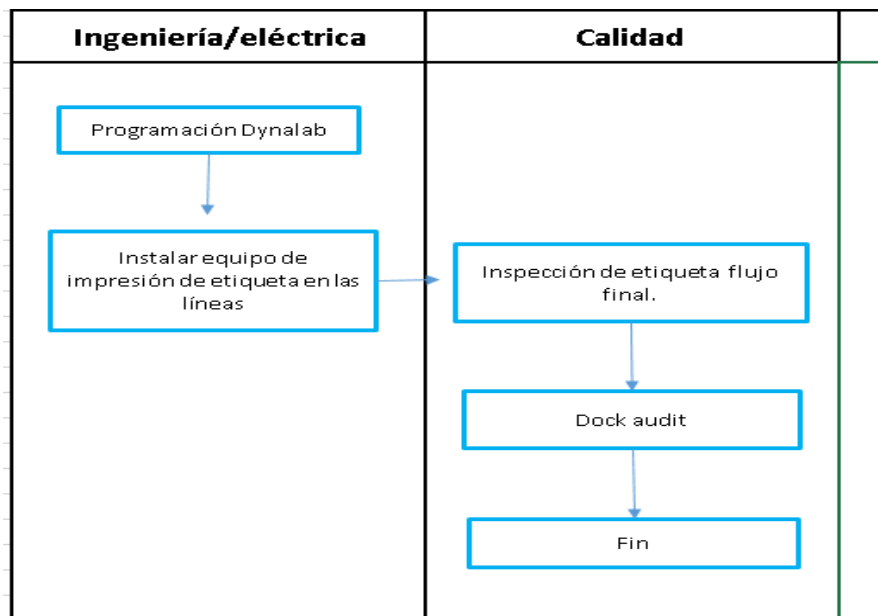 Ingeniería/eléctrica
Calidad
Programación Dynalab
Instalar equipo de
impresión de etiqueta en las
líneas
Inspección de etiqueta flujo
final.
Dock audit
Fin